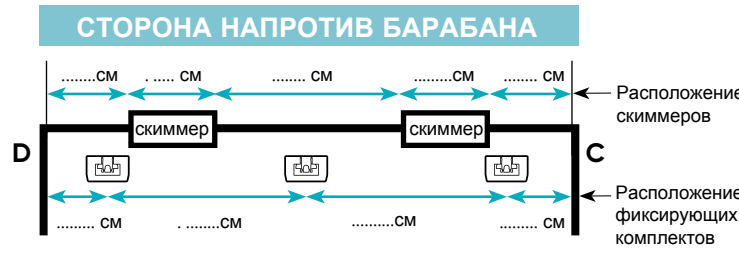 СТОРОНА НАПРОТИВ БАРАБАНА
........см . ..... см ........ см ........см ........ см
Расположение
скиммеров
скиммер скиммер
D C
Расположение
фиксирующих
комплектов
......... см . ........см ..........см ......... см